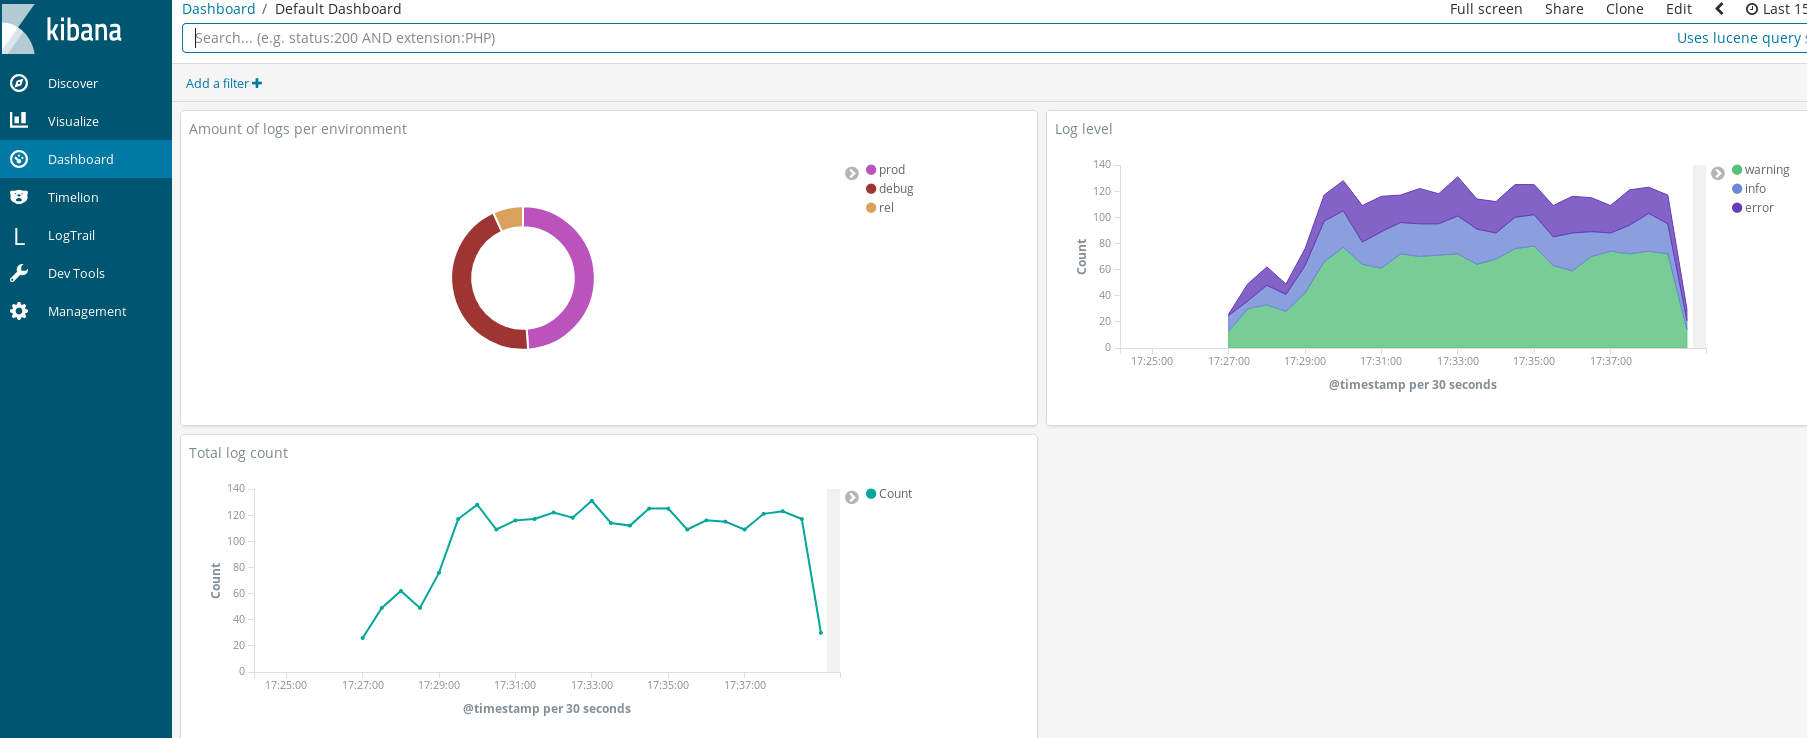 kibana
Discover
Visualize
Dashboard
Timelion
LogTrail
Dev Tools
Management
Dashboard / Default Dashboard
Full screen Share Clone Edit Last 15
Search... (e.g. status:200 AND extension:PHP)
Uses lucene query
Add a filter +
Amount of logs per environment
prod
debug
rel
Log level
140
120
100
80
60
40
20
0
Count
17:25:00 17:27:00 17:29:00 17:31:00 17:33:00 17:35:00 17:37:00
@timestamp per 30 seconds
warning
info
error
Total log count
140
120
100
80
60
40
20
0
Count
17:25:00 17:27:00 17:29:00 17:31:00 17:33:00 17:35:00 17:37:00
@timestamp per 30 seconds
Count